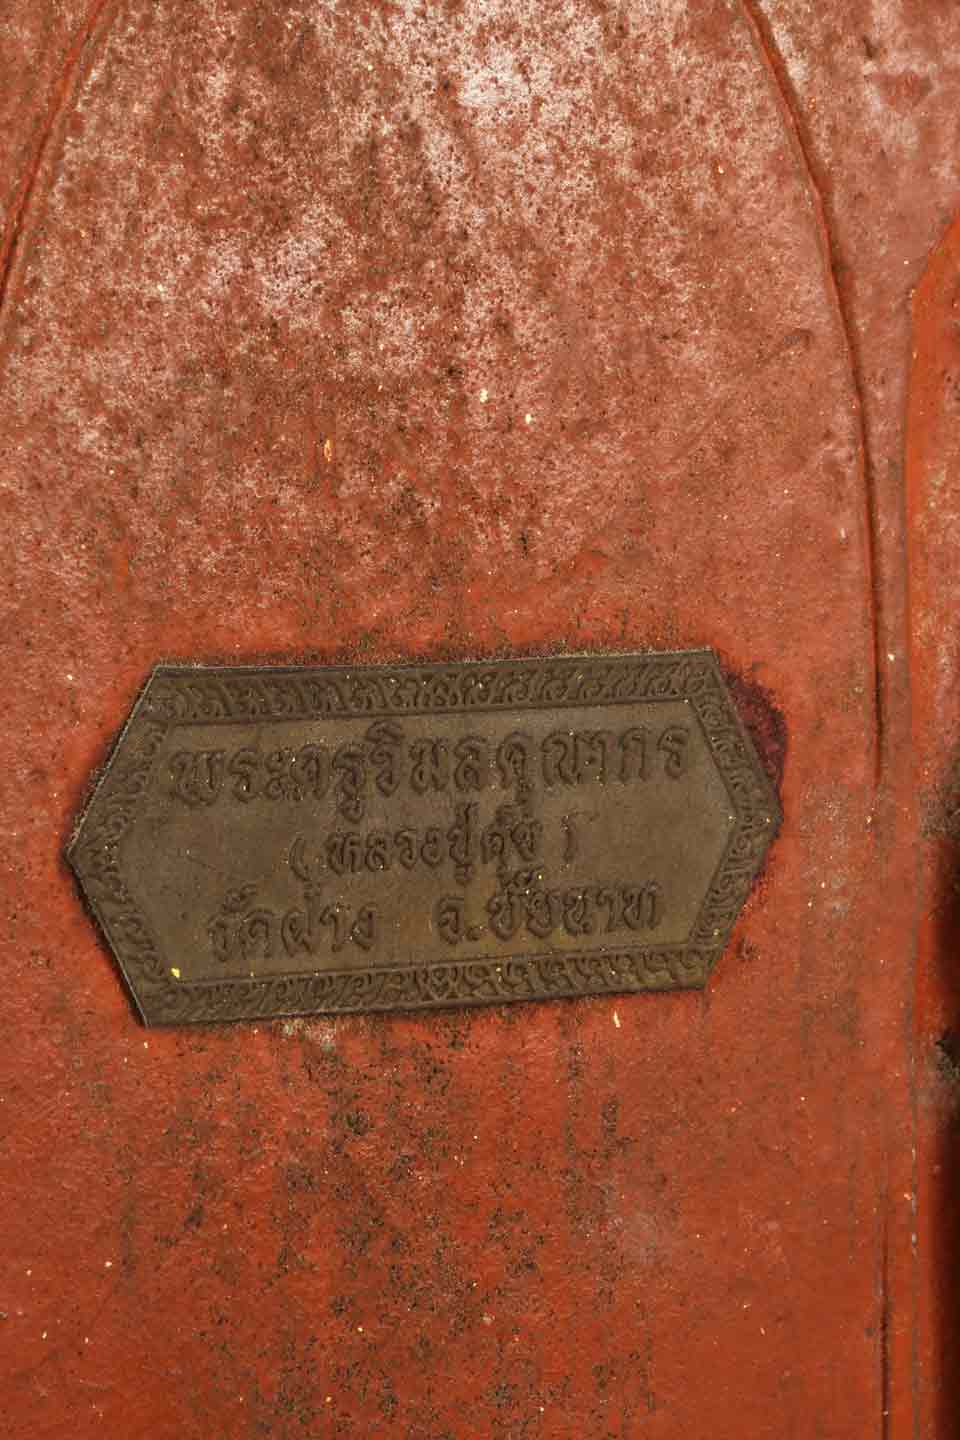 พระครูวิมลคุณากร
( หลวงปู่ศุข )
วัดฝาง จ.ชัยนาท